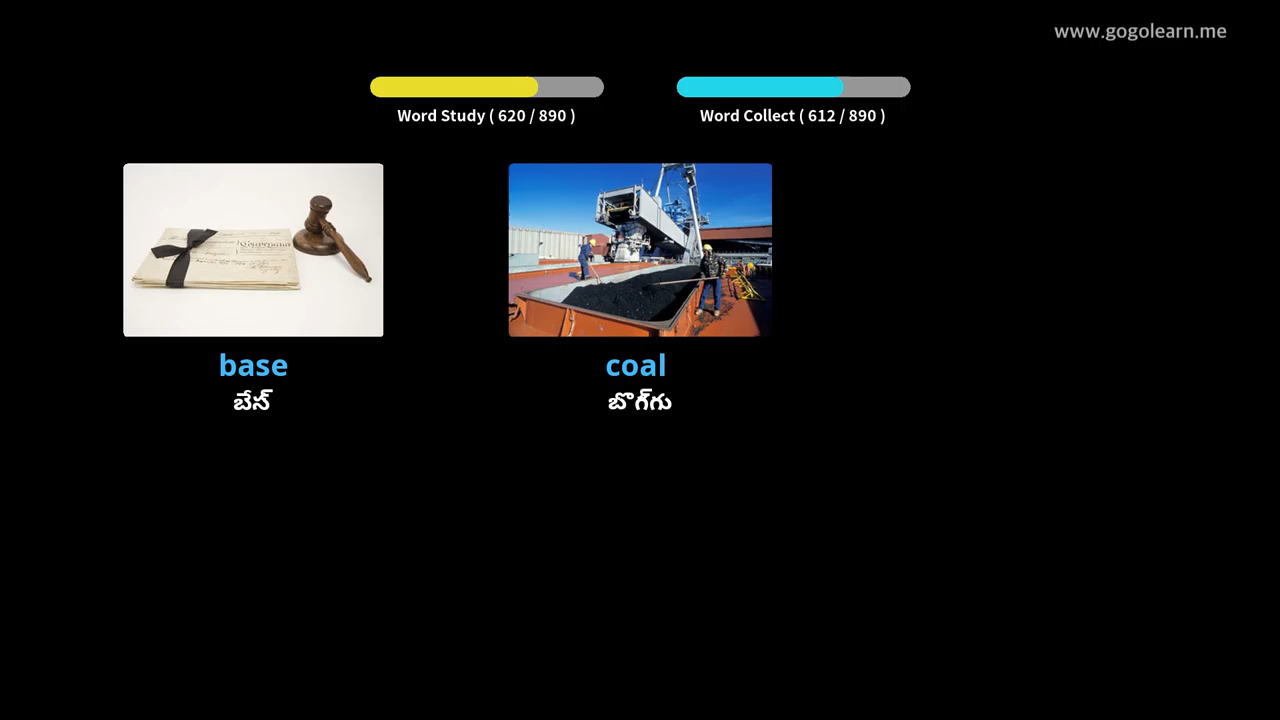 www.gogolearn.me
Word Study ( 620 / 890 )
Word Collect ( 612 / 890 )
base
coal
బేస్
బొగ్గు